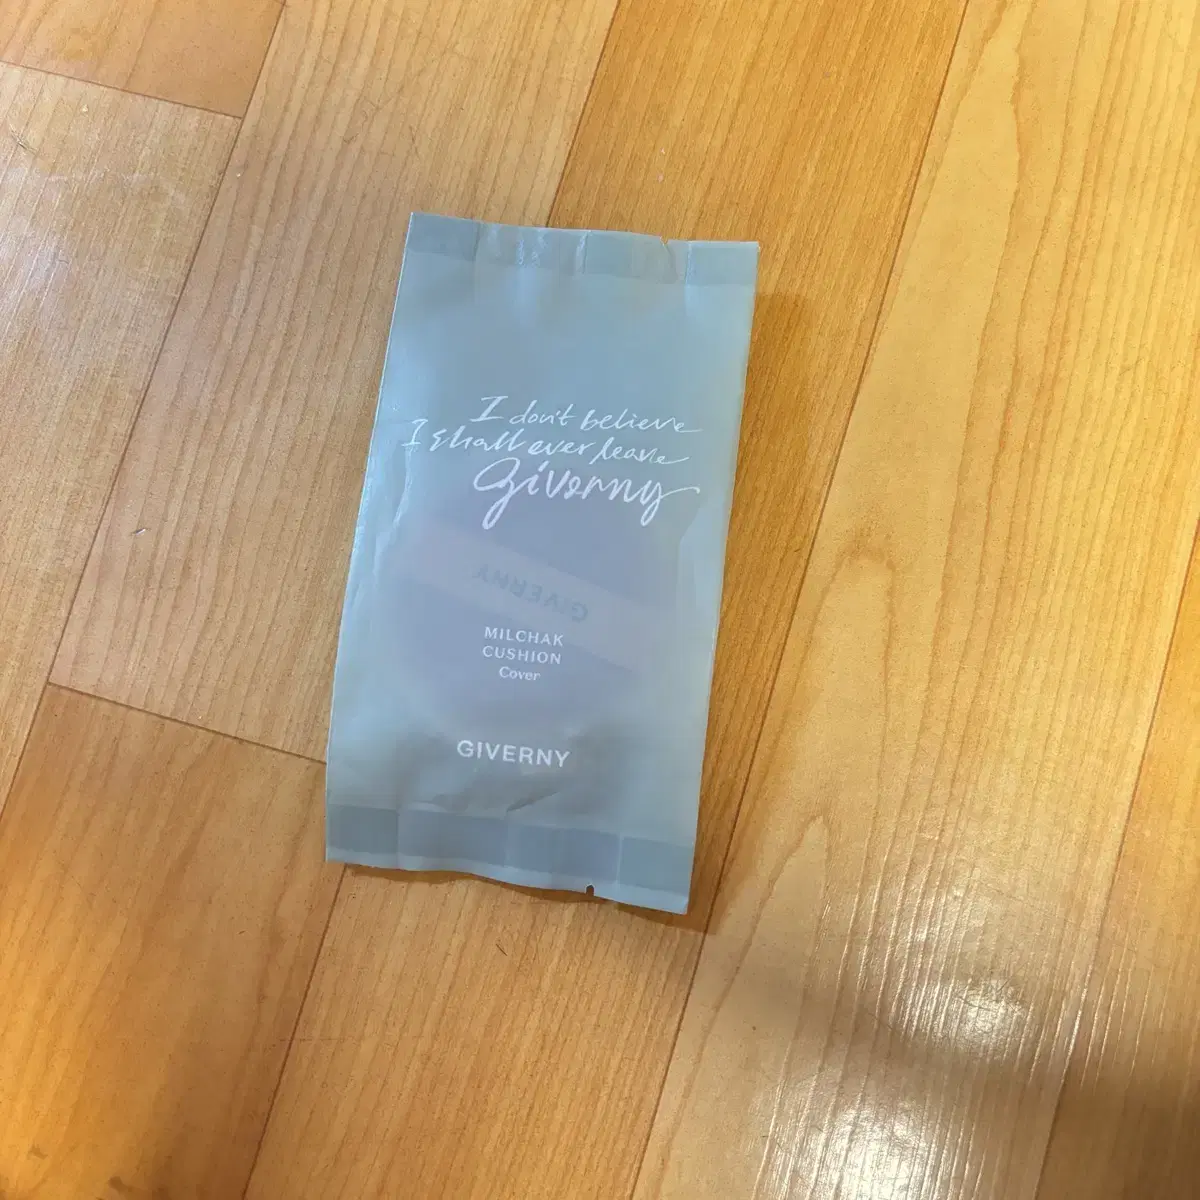 I don't believe
I shall ever leave
Giverny
GIVERNY
MILCHAK
CUSHION
Cover
GIVERNY